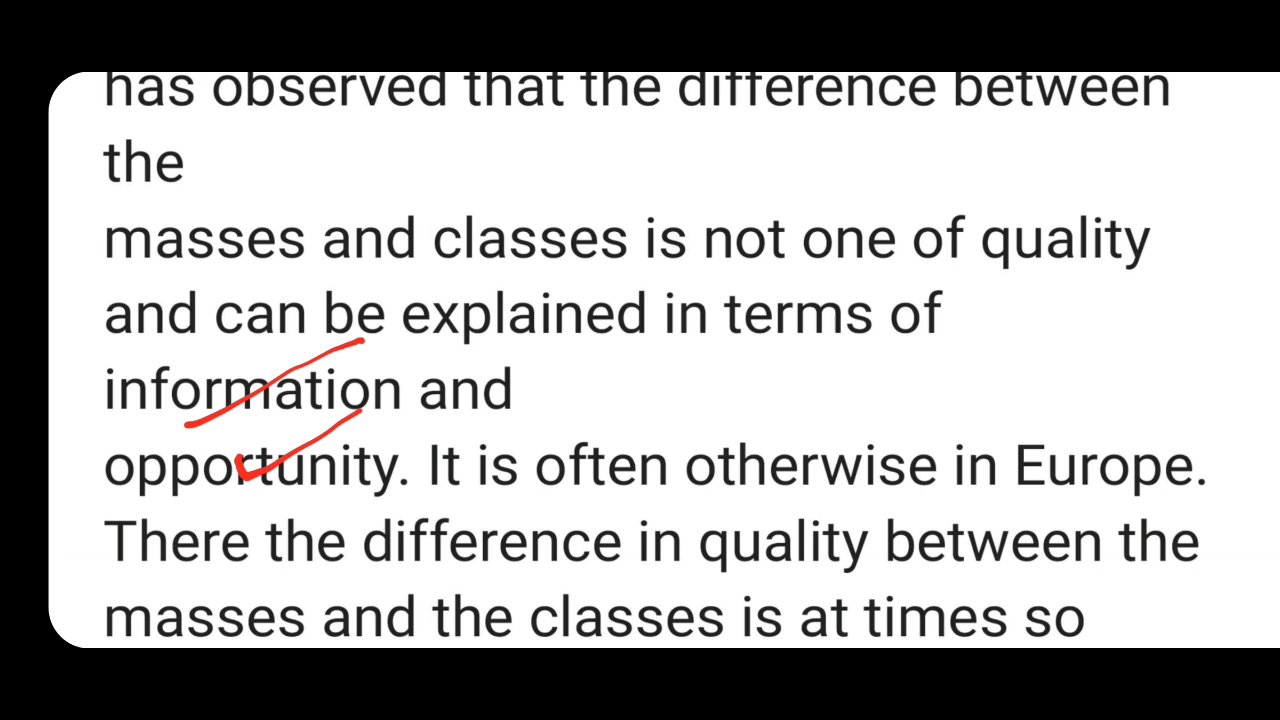 has observed that the difference between
the
masses and classes is not one of quality
and can be explained in terms of
information and
opportunity. It is often otherwise in Europe.
There the difference in quality between the
masses and the classes is at times so